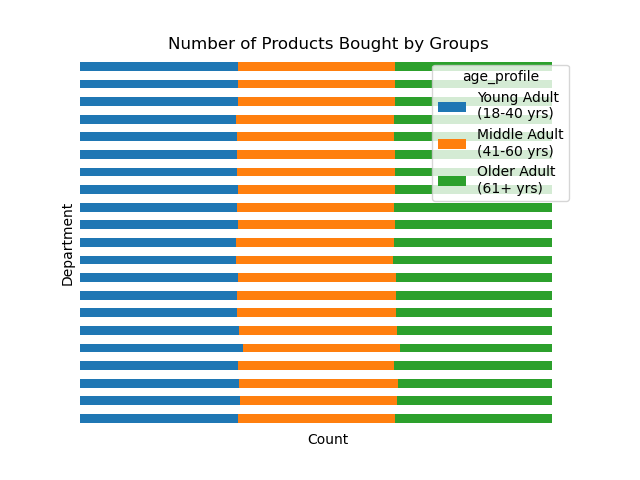 Number of Products Bought by Groups
age_profile
Young Adult
(18-40 yrs)
Middle Adult
(41-60 yrs)
Older Adult
(61+ yrs)
Department
Count